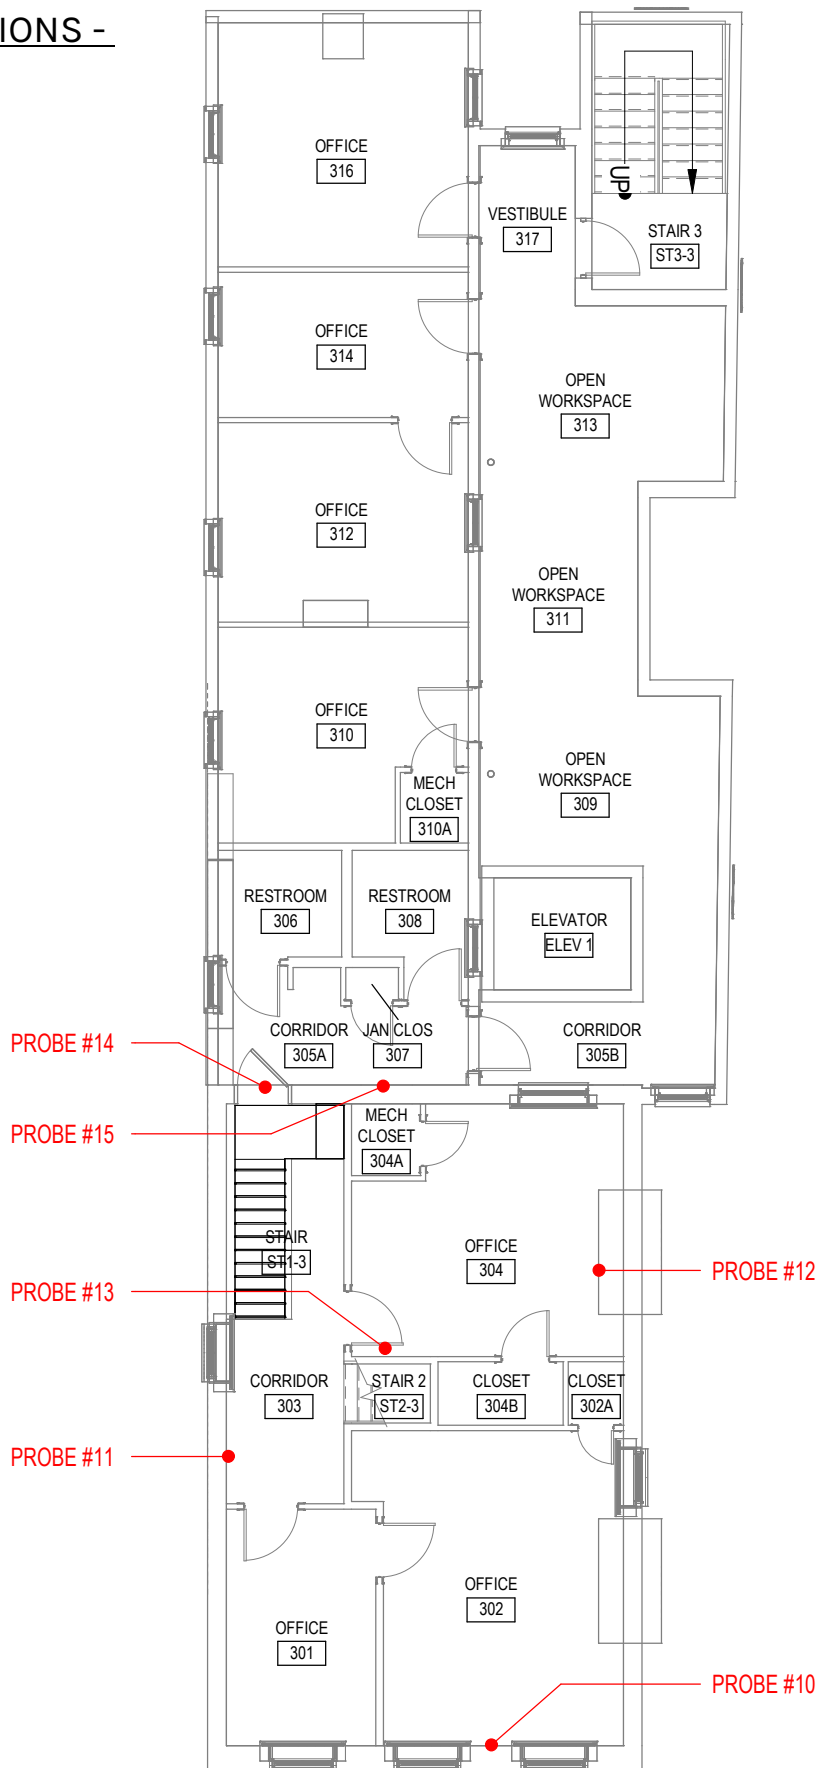 IONS -
OFFICE
316
UP
VESTIBULE
317
STAIR 3
ST3-3
OFFICE
314
OPEN
WORKSPACE
313
OFFICE
312
OPEN
WORKSPACE
311
OFFICE
310
OPEN
WORKSPACE
309
MECH
CLOSET
310A
RESTROOM
306
RESTROOM
308
ELEVATOR
ELEV 1
CORRIDOR
305A
JAN CLOS
307
CORRIDOR
305B
PROBE #14
PROBE #15
MECH
CLOSET
304A
STAIR
ST1-3
OFFICE
304
PROBE #12
PROBE #13
CORRIDOR
303
STAIR 2
ST2-3
CLOSET
304B
CLOSET
302A
PROBE #11
OFFICE
302
OFFICE
301
PROBE #10